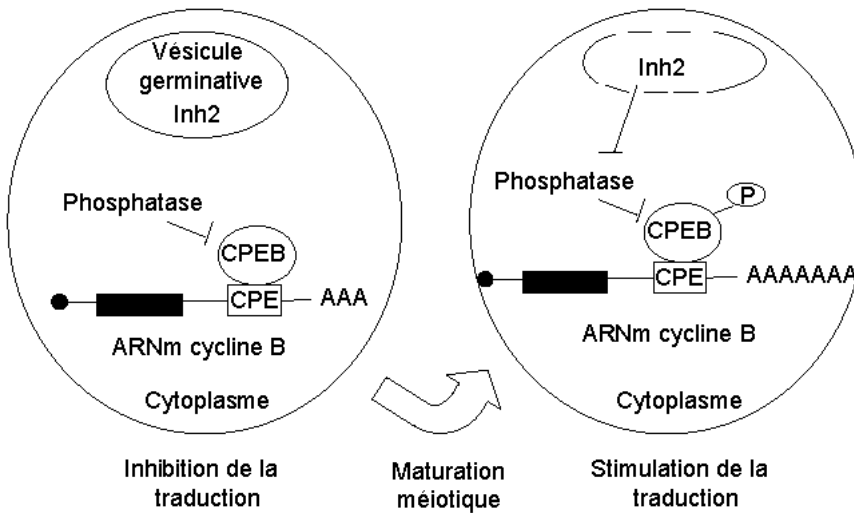 Vésicule
germinative
Inh2
Phosphatase
CPEB
CPE
AAA
ARNm cycline B
Cytoplasme
Inhibition de la
traduction
Maturation
méiotique
Inh2
Phosphatase
P
CPEB
CPE
AAAAAAA
ARNm cycline B
Cytoplasme
Stimulation de la
traduction